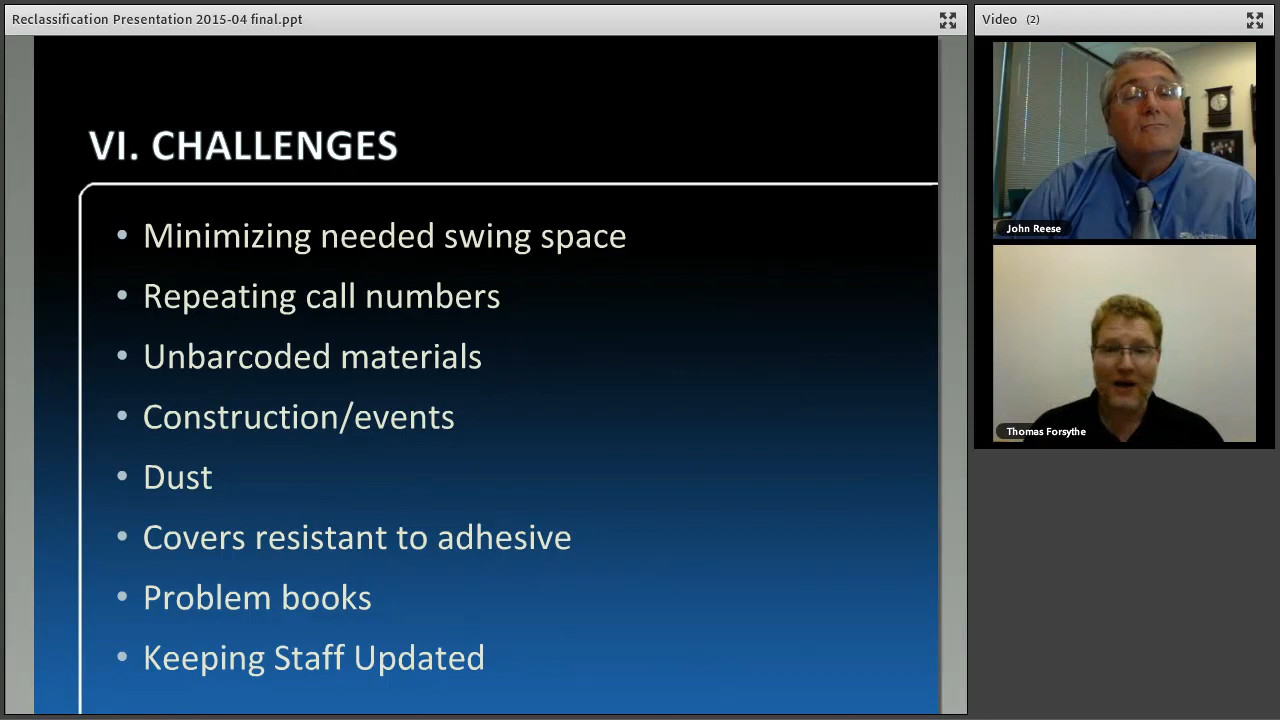 Reclassification Presentation 2015-04 final.ppt
VI. CHALLENGES
• Minimizing needed swing space
• Repeating call numbers
• Unbarcoded materials
• Construction/events
• Dust
• Covers resistant to adhesive
• Problem books
• Keeping Staff Updated
Video (2)
John Reese
Thomas Forsythe